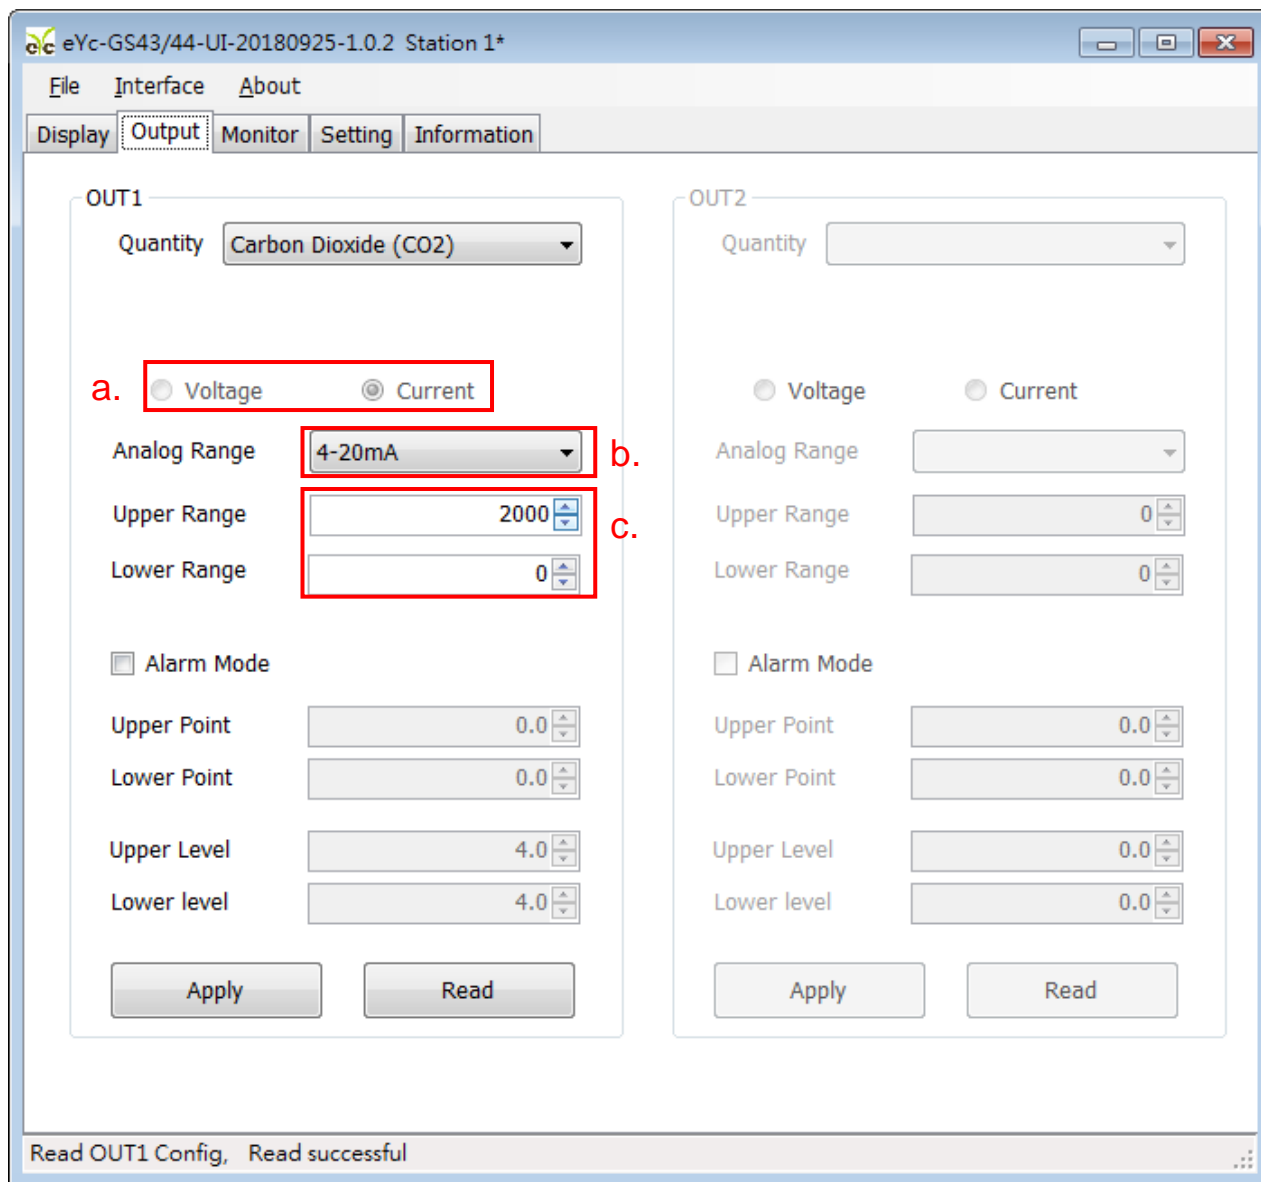 eYc eYc-GS43/44-UI-20180925-1.0.2 Station 1*
File Interface About
Display Output Monitor Setting Information
OUT1
Quantity Carbon Dioxide (CO2)
a. Voltage Current
Analog Range 4-20mA b.
Upper Range 2000
c.
Lower Range 0
Alarm Mode
Upper Point 0.0
Lower Point 0.0
Upper Level 4.0
Lower level 4.0
Apply Read
OUT2
Quantity
Voltage Current
Analog Range
Upper Range 0
Lower Range 0
Alarm Mode
Upper Point 0.0
Lower Point 0.0
Upper Level 0.0
Lower level 0.0
Apply Read
Read OUT1 Config, Read successful